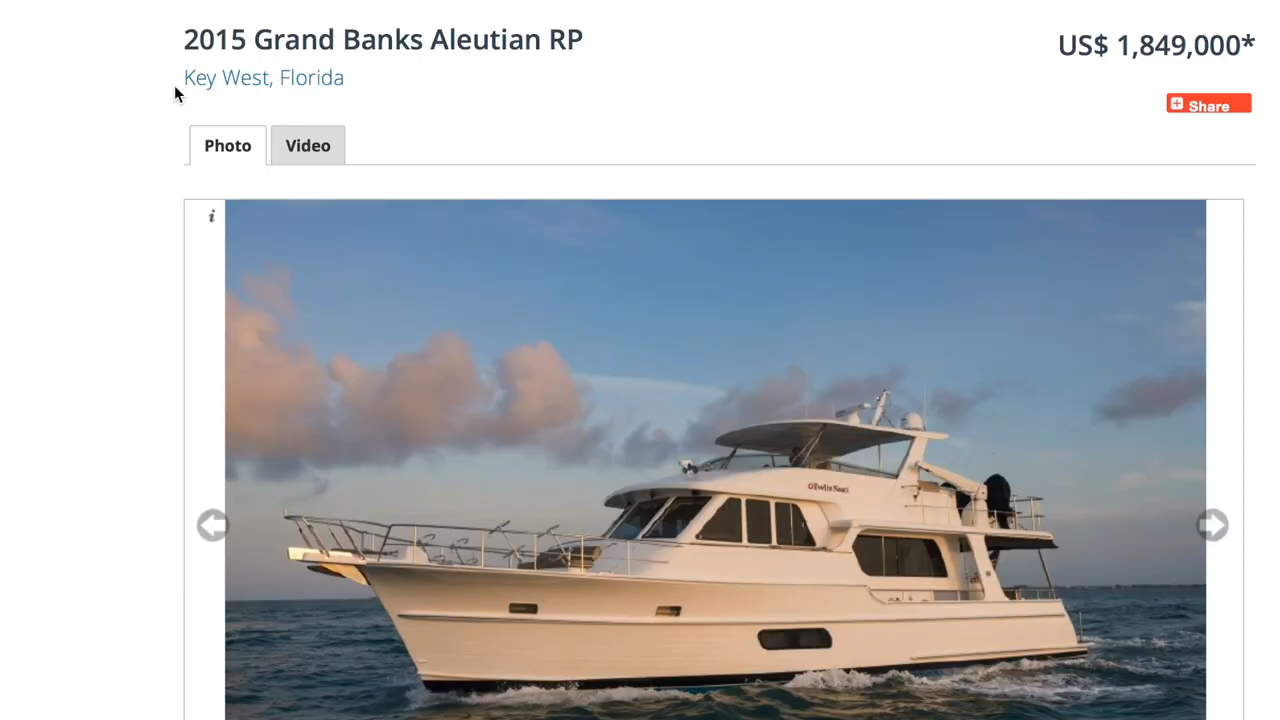 2015 Grand Banks Aleutian RP
US$ 1,849,000*
Key West, Florida
Share
Photo
Video
i